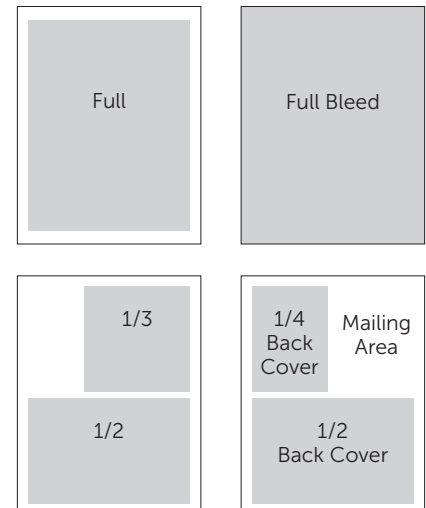 Full
Full Bleed
1/3
1/2
1/4
Back
Cover
Mailing
Area
1/2
Back Cover